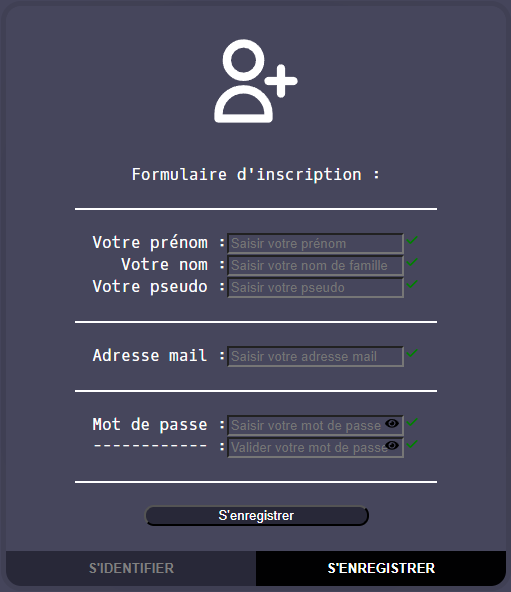 Formulaire d'inscription :
Votre prénom : Saisir votre prénom
Votre nom : Saisir votre nom de famille
Votre pseudo : Saisir votre pseudo
Adresse mail : Saisir votre adresse mail
Mot de passe : Saisir votre mot de passe
------------ : Valider votre mot de passe
S'enregistrer
S'IDENTIFIER S'ENREGISTRER